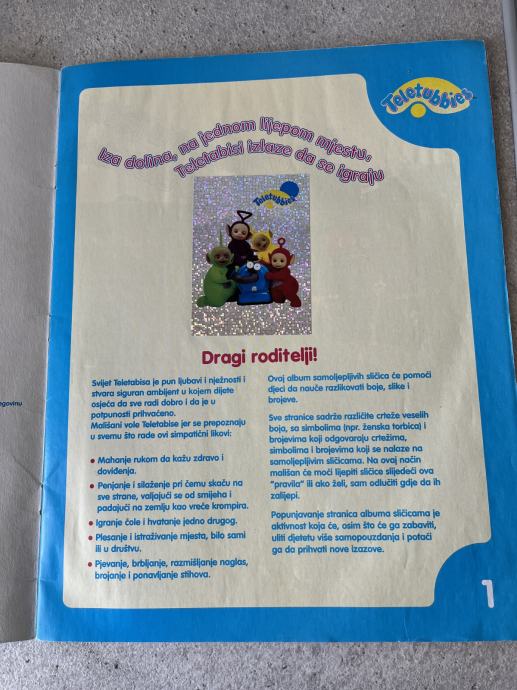 Teletubbies
Iza dolina, na jednom lijepom mjestu,
Teletabisi izlaze da se igraju
Teletubbies
Dragi roditelji!
Svijet Teletabisa je pun ljubavi i nježnosti i
stvara siguran ambijent u kojem dijete
osjeća da sve radi dobro i da je u
potpunosti prihvaćeno.
Mališani vole Teletabise jer se prepoznaju
u svemu što rade ovi simpatični likovi:
• Mahanje rukom da kažu zdravo i
doviđenja.
• Penjanje i silaženje pri čemu skaču na
sve strane, valjajući se od smijeha i
padajući na zemlju kao vreće krompira.
• Igranje ćole i hvatanje jedno drugog.
• Plesanje i istraživanje mjesta, bilo sami
ili u društvu.
• Pjevanje, brbljanje, razmišljanje naglas,
brojanje i ponavljanje stihova.
Ovaj album samoljepljivih sličica će pomoći
djeci da nauče razlikovati boje, slike i
brojeve.
Sve stranice sadrže različite crteže veselih
boja, sa simbolima (npr. ženska torbica) i
brojevima koji odgovaraju crtežima,
simbolima i brojevima koji se nalaze na
samoljepljivim sličicama. Na ovaj način
mališan će moći lijepiti sličice slijedeći ova
"pravila" ili ako želi, sam odlučiti gdje da ih
zalijepi.
Popunjavanje stranica albuma sličicama je
aktivnost koja će, osim što će ga zabaviti,
uliti djetetu više samopouzdanja i potaći
ga da prihvati nove izazove.
1